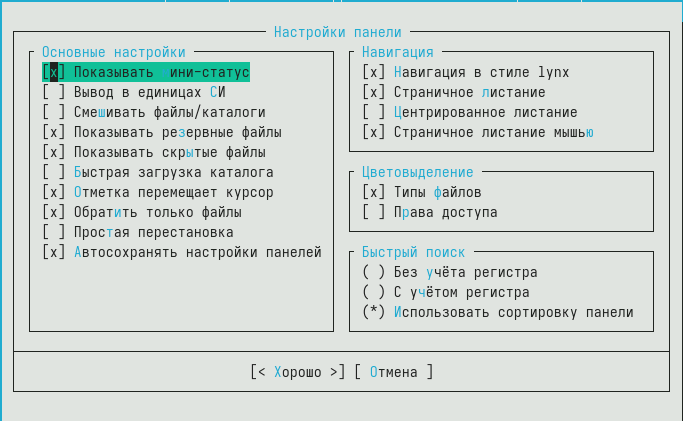 Настройки панели
Основные настройки
[x] Показывать мини-статус
[ ] Вывод в единицах СИ
[ ] Смешивать файлы/каталоги
[x] Показывать резервные файлы
[x] Показывать скрытые файлы
[ ] Быстрая загрузка каталога
[x] Отметка перемещает курсор
[x] Обратить только файлы
[ ] Простая перестановка
[x] Автосохранять настройки панелей
Навигация
[x] Навигация в стиле lynx
[x] Страничное листание
[ ] Центрированное листание
[x] Страничное листание мышью
Цветовыделение
[x] Типы файлов
[ ] Права доступа
Быстрый поиск
( ) Без учёта регистра
( ) С учётом регистра
(*) Использовать сортировку панели
[< Хорошо >] [ Отмена ]